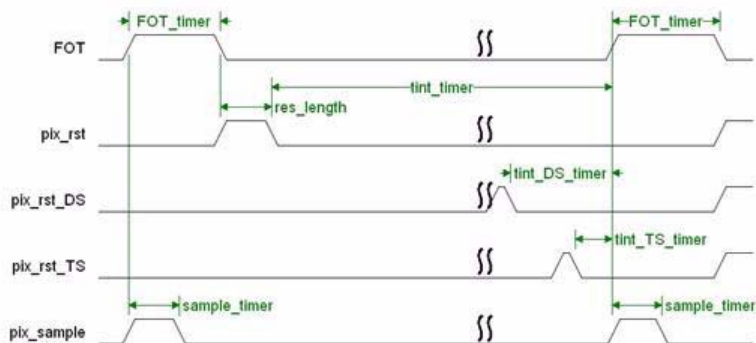 FOT_timer FOT_timer
FOT
tint_timer
res_length
pix_rst
tint_DS_timer
pix_rst_DS
tint_TS_timer
pix_rst_TS
sample_timer sample_timer
pix_sample